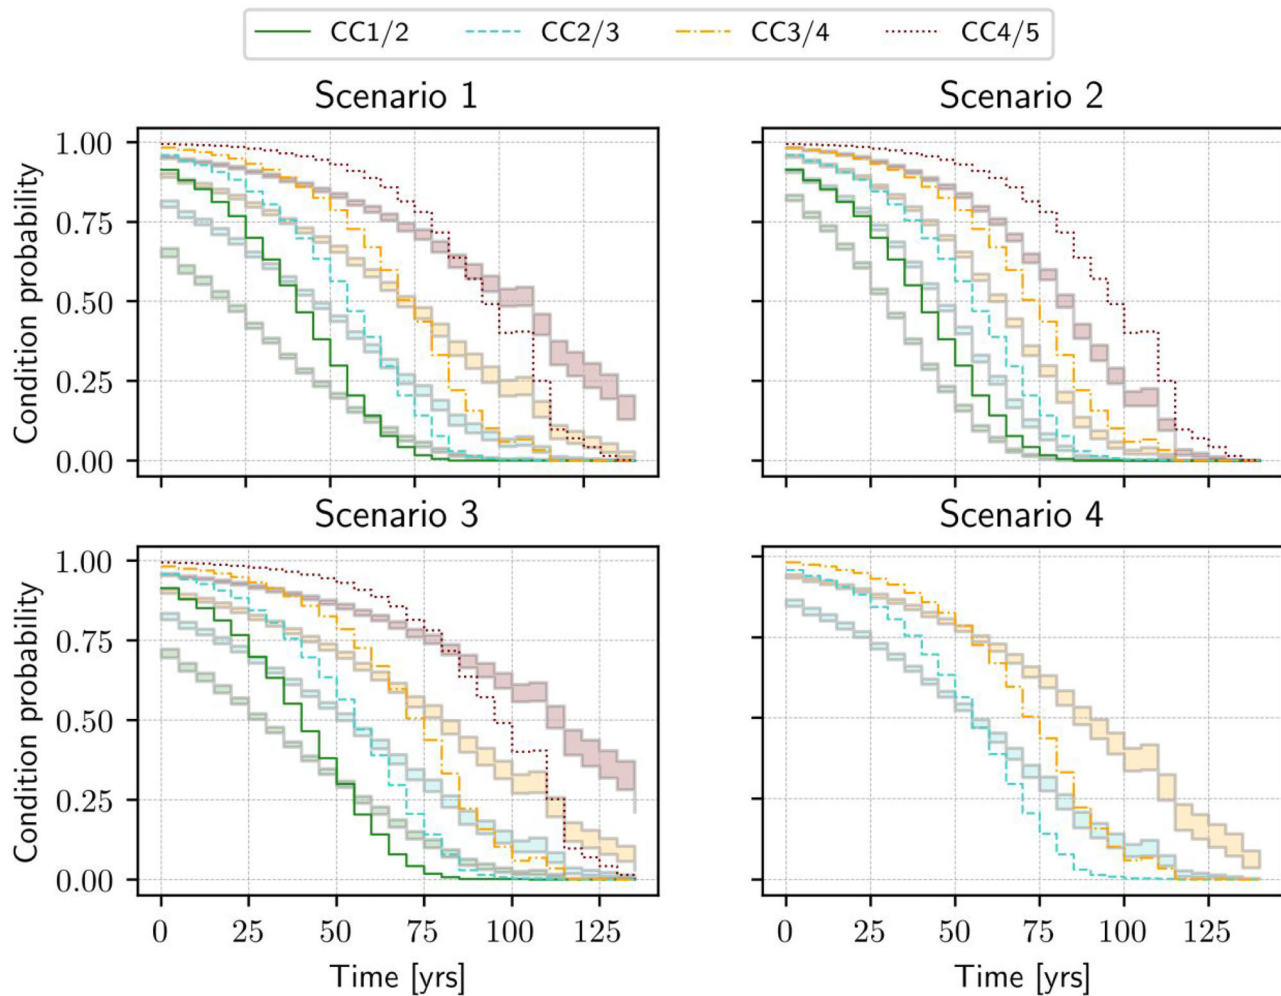 CC1/2 CC2/3 CC3/4 CC4/5
Scenario 1
Scenario 2
1.00
0.75
0.50
0.25
0.00
Condition probability
Scenario 3
Scenario 4
1.00
0.75
0.50
0.25
0.00
Condition probability
0 25 50 75 100 125
0 25 50 75 100 125
Time [yrs]
Time [yrs]